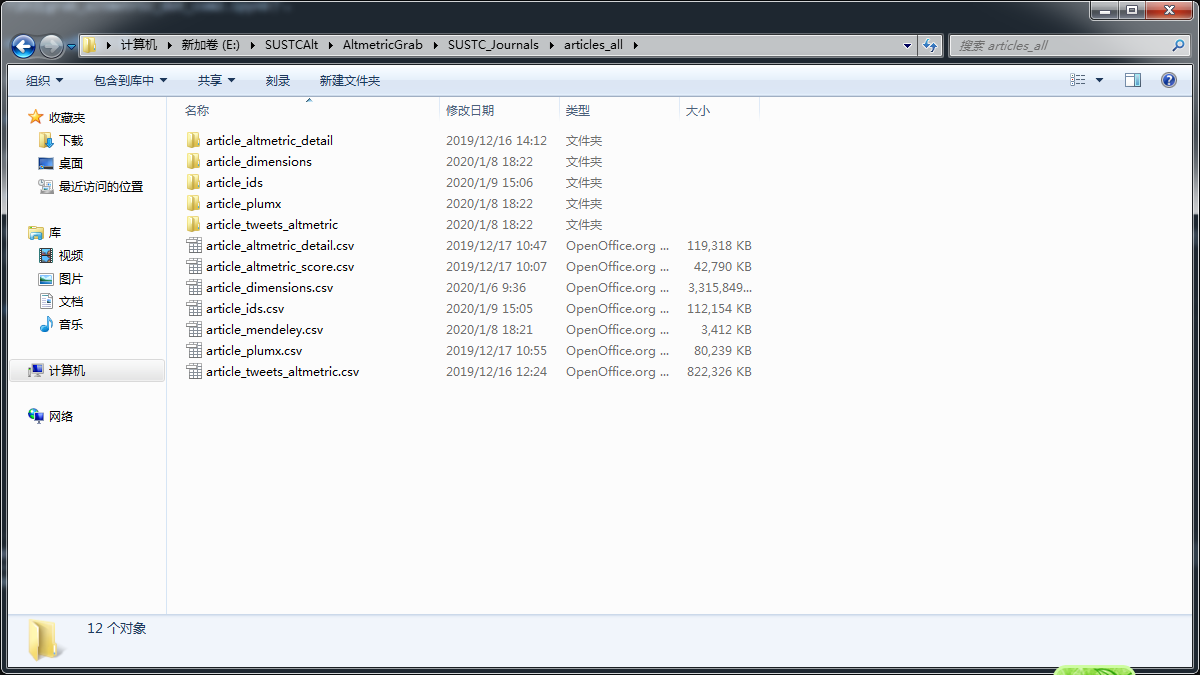 计算机 新加卷 (E:) SUSTCAlt AltmetricGrab SUSTC_Journals articles_all 搜索 articles_all
组织 包含到库中 共享 刻录 新建文件夹
名称 修改日期 类型 大小
收藏夹
下载
桌面
最近访问的位置
库
视频
图片
文档
音乐
计算机
网络
article_altmetric_detail 2019/12/16 14:12 文件夹
article_dimensions 2020/1/8 18:22 文件夹
article_ids 2020/1/9 15:06 文件夹
article_plumx 2020/1/8 18:22 文件夹
article_tweets_altmetric 2020/1/8 18:22 文件夹
article_altmetric_detail.csv 2019/12/17 10:47 OpenOffice.org ... 119,318 KB
article_altmetric_score.csv 2019/12/17 10:07 OpenOffice.org ... 42,790 KB
article_dimensions.csv 2020/1/6 9:36 OpenOffice.org ... 3,315,849...
article_ids.csv 2020/1/9 15:05 OpenOffice.org ... 112,154 KB
article_mendeley.csv 2020/1/8 18:21 OpenOffice.org ... 3,412 KB
article_plumx.csv 2019/12/17 10:55 OpenOffice.org ... 80,239 KB
article_tweets_altmetric.csv 2019/12/16 12:24 OpenOffice.org ... 822,326 KB
12 个对象